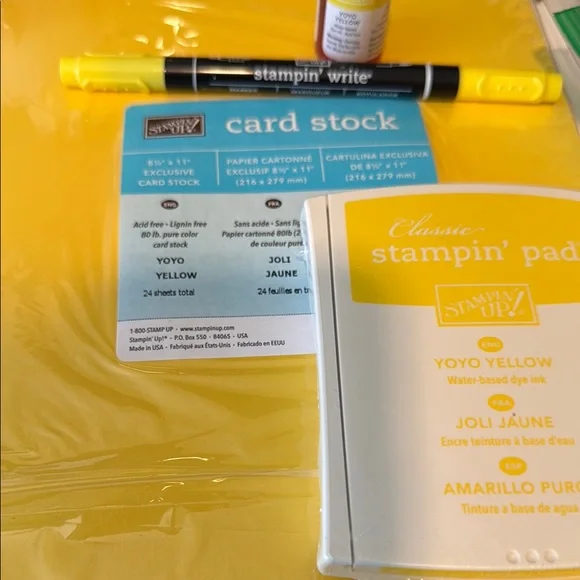 YOYO
YELLOW
stampin' write™
STAMPIN' UP!
card stock
8½" x 11"
EXCLUSIVE
CARD STOCK
PAPIER CARTONNÉ
EXCLUSIF 8½" x 11"
(216 x 279 mm)
CARTULINA EXCLUSIVA
DE 8½" x 11"
(216 x 279 mm)
ENG
Acid free • Lignin free
80 lb. pure color
card stock
YOYO
YELLOW
24 sheets total
FRA
Sans acide • Sans
Papier cartonné 80lb
de couleur
JOLI
JAUNE
24 feuilles en
1-800-STAMP UP • www.stampinup.com
Stampin' Up!® • P.O. Box 550 • 84065 • USA
Made in USA • Fabriqué aux États-Unis • Fabricado en EEUU
Classic
stampin' pad
STAMPIN' UP!
ENG
YOYO YELLOW
Water-based dye ink
FRA
JOLI JAUNE
Encre teinture à base d'eau
ESP
AMARILLO PURO
Tinture a base de agua